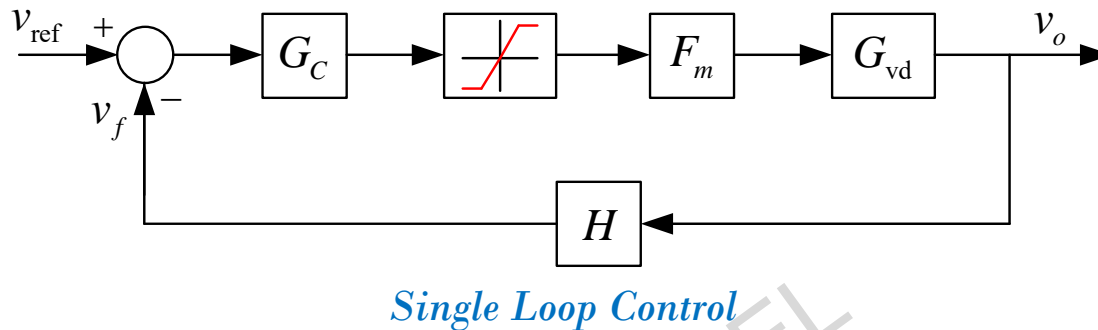 v_ref + G_C F_m G_vd v_o
v_f −
H
Single Loop Control